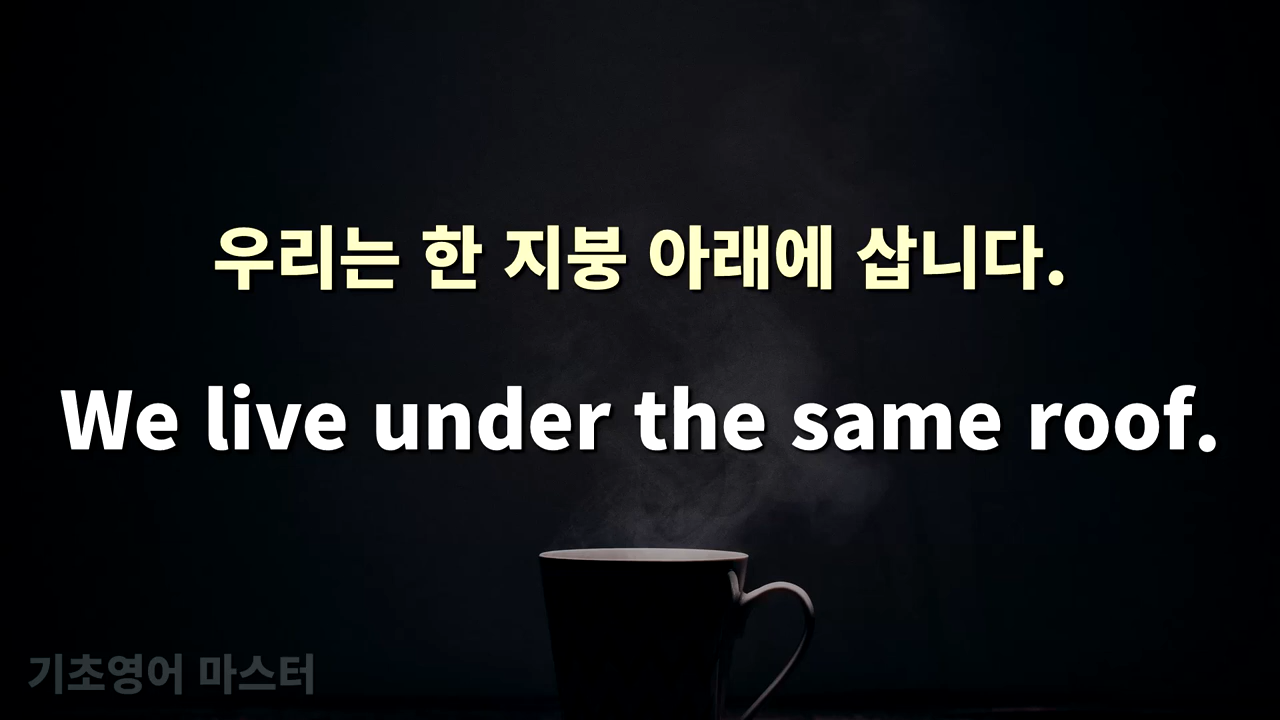 우리는 한 지붕 아래에 삽니다.
We live under the same roof.
기초영어 마스터